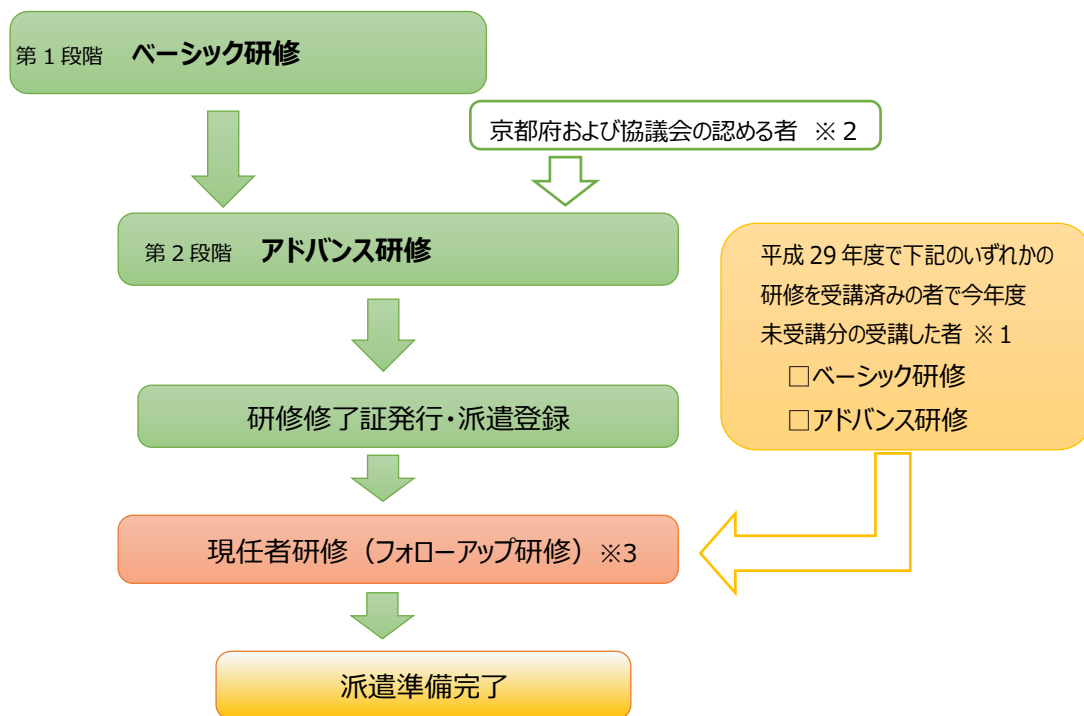 第1段階 ベーシック研修
京都府および協議会の認める者 ※2
第2段階 アドバンス研修
平成29年度で下記のいずれかの
研修を受講済みの者で今年度
未受講分の受講した者 ※1
□ベーシック研修
□アドバンス研修
研修修了証発行・派遣登録
現任者研修（フォローアップ研修）※3
派遣準備完了